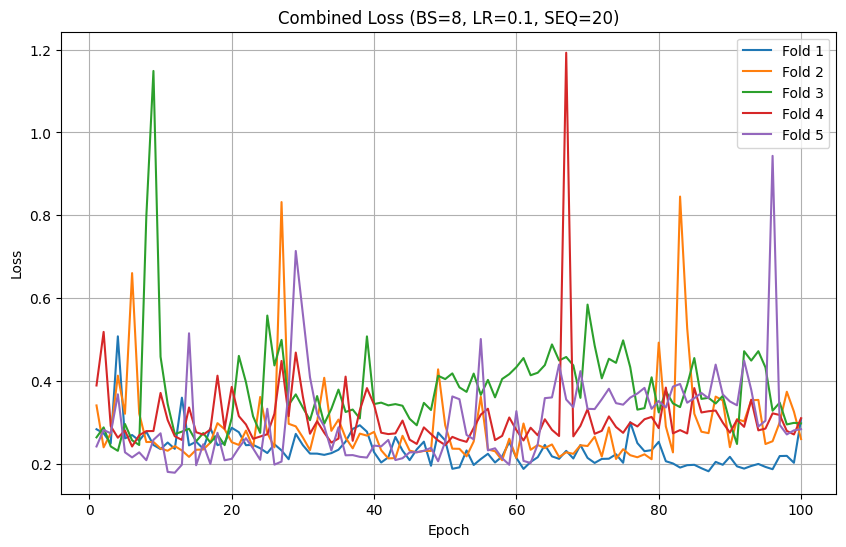 Combined Loss (BS=8, LR=0.1, SEQ=20)
Fold 1
Fold 2
Fold 3
Fold 4
Fold 5
1.2
1.0
0.8
0.6
0.4
0.2
Loss
0 20 40 60 80 100
Epoch